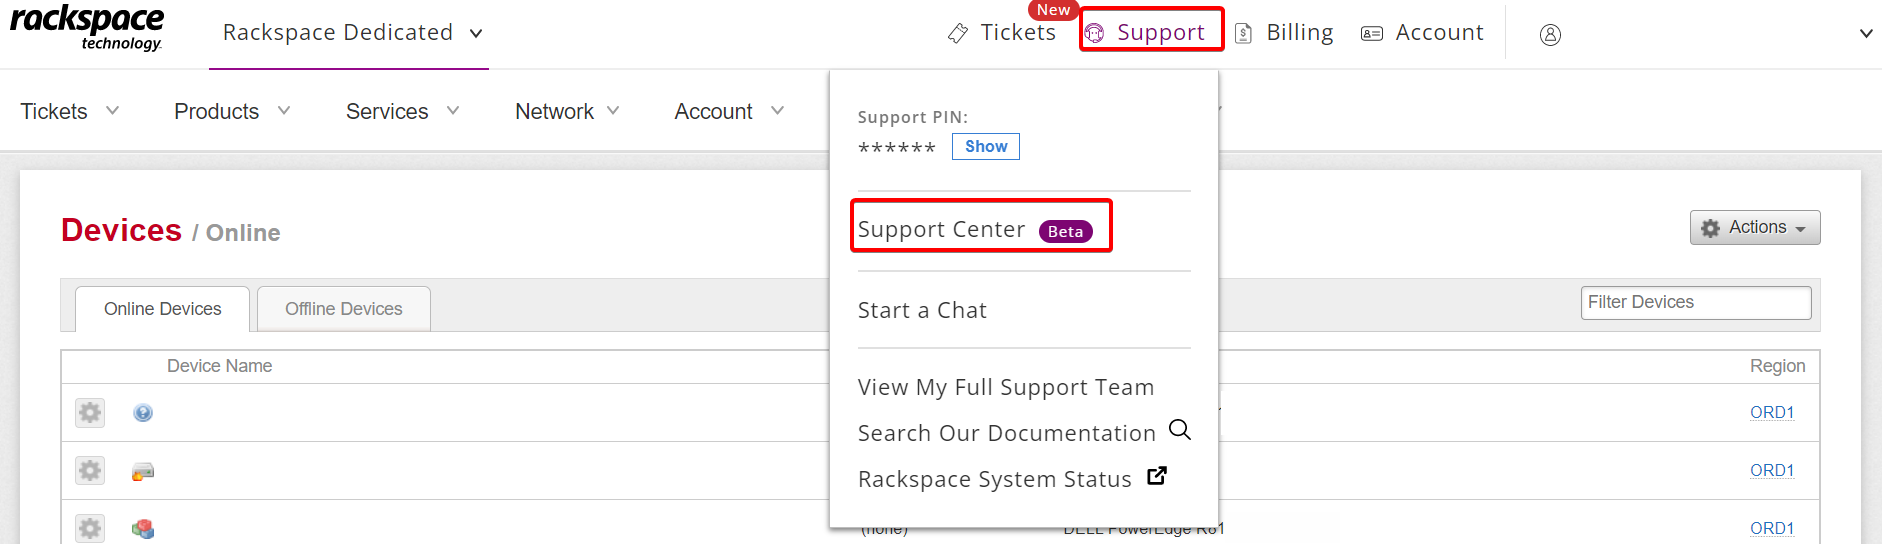 rackspace
technology.
Rackspace Dedicated
New
Tickets
Support
Billing
Account
Tickets
Products
Services
Network
Account
Support PIN:
******
Show
Support Center Beta
Start a Chat
View My Full Support Team
Search Our Documentation
Rackspace System Status
Devices / Online
Actions
Online Devices
Offline Devices
Filter Devices
Device Name
Region
ORD1
ORD1
(none)
DELL PowerEdge R61
ORD1